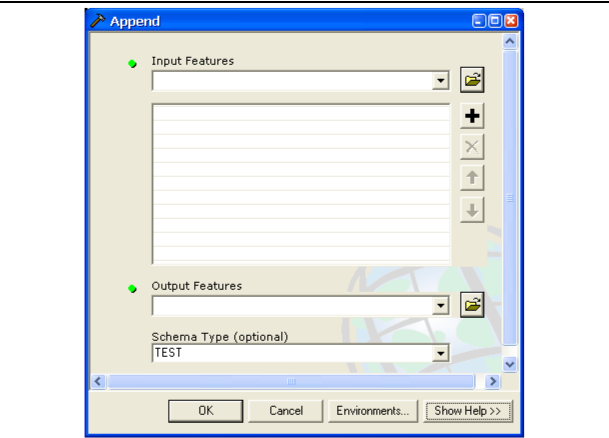 Append
Input Features
Output Features
Schema Type (optional)
TEST
OK Cancel Environments... Show Help >>